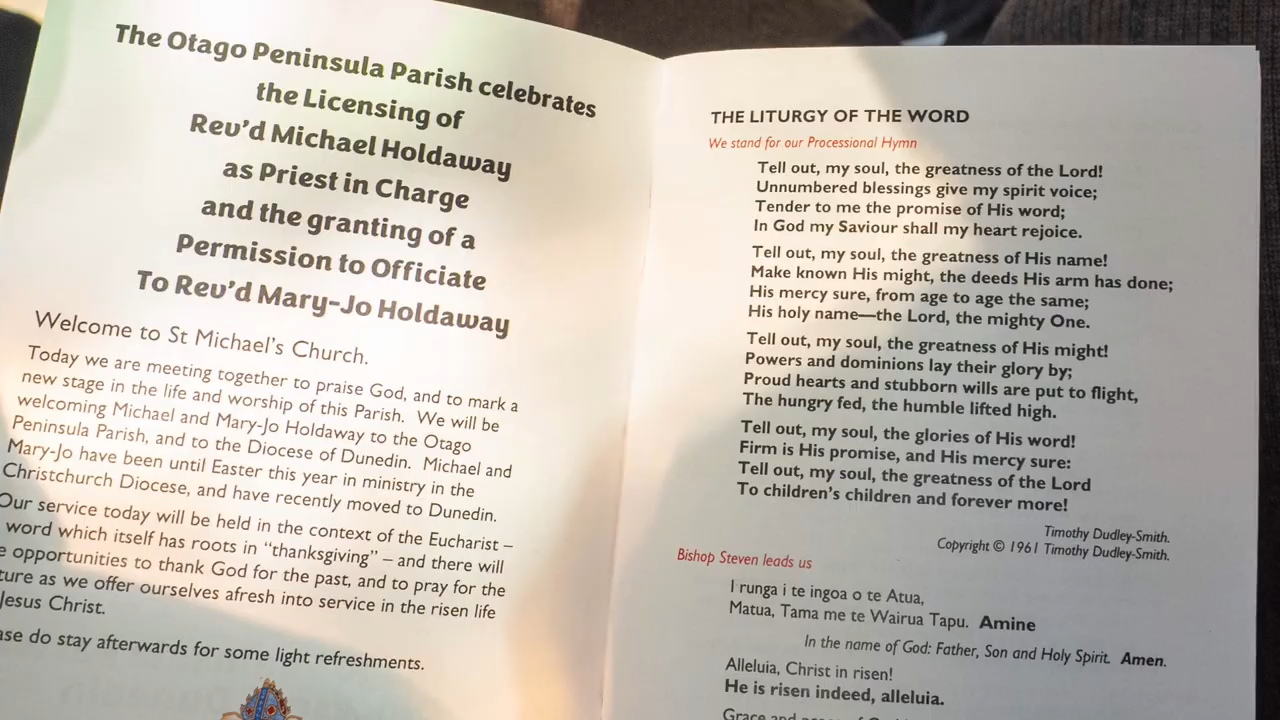 The Otago Peninsula Parish celebrates
the Licensing of
Rev'd Michael Holdaway
as Priest in Charge
and the granting of a
Permission to Officiate
To Rev'd Mary-Jo Holdaway
Welcome to St Michael's Church.
Today we are meeting together to praise God, and to mark a
new stage in the life and worship of this Parish. We will be
welcoming Michael and Mary-Jo Holdaway to the Otago
Peninsula Parish, and to the Diocese of Dunedin. Michael and
Mary-Jo have been until Easter this year in ministry in the
Christchurch Diocese, and have recently moved to Dunedin.
Our service today will be held in the context of the Eucharist –
word which itself has roots in "thanksgiving" – and there will
opportunities to thank God for the past, and to pray for the
as we offer ourselves afresh into service in the risen life
Jesus Christ.
do stay afterwards for some light refreshments.
THE LITURGY OF THE WORD
We stand for our Processional Hymn
Tell out, my soul, the greatness of the Lord!
Unnumbered blessings give my spirit voice;
Tender to me the promise of His word;
In God my Saviour shall my heart rejoice.
Tell out, my soul, the greatness of His name!
Make known His might, the deeds His arm has done;
His mercy sure, from age to age the same;
His holy name—the Lord, the mighty One.
Tell out, my soul, the greatness of His might!
Powers and dominions lay their glory by;
Proud hearts and stubborn wills are put to flight,
The hungry fed, the humble lifted high.
Tell out, my soul, the glories of His word!
Firm is His promise, and His mercy sure:
Tell out, my soul, the greatness of the Lord
To children's children and forever more!
Timothy Dudley-Smith.
Copyright © 1961 Timothy Dudley-Smith.
Bishop Steven leads us
I runga i te ingoa o te Atua,
Matua, Tama me te Wairua Tapu. Amine
In the name of God: Father, Son and Holy Spirit. Amen.
Alleluia, Christ in risen!
He is risen indeed, alleluia.
Grace and